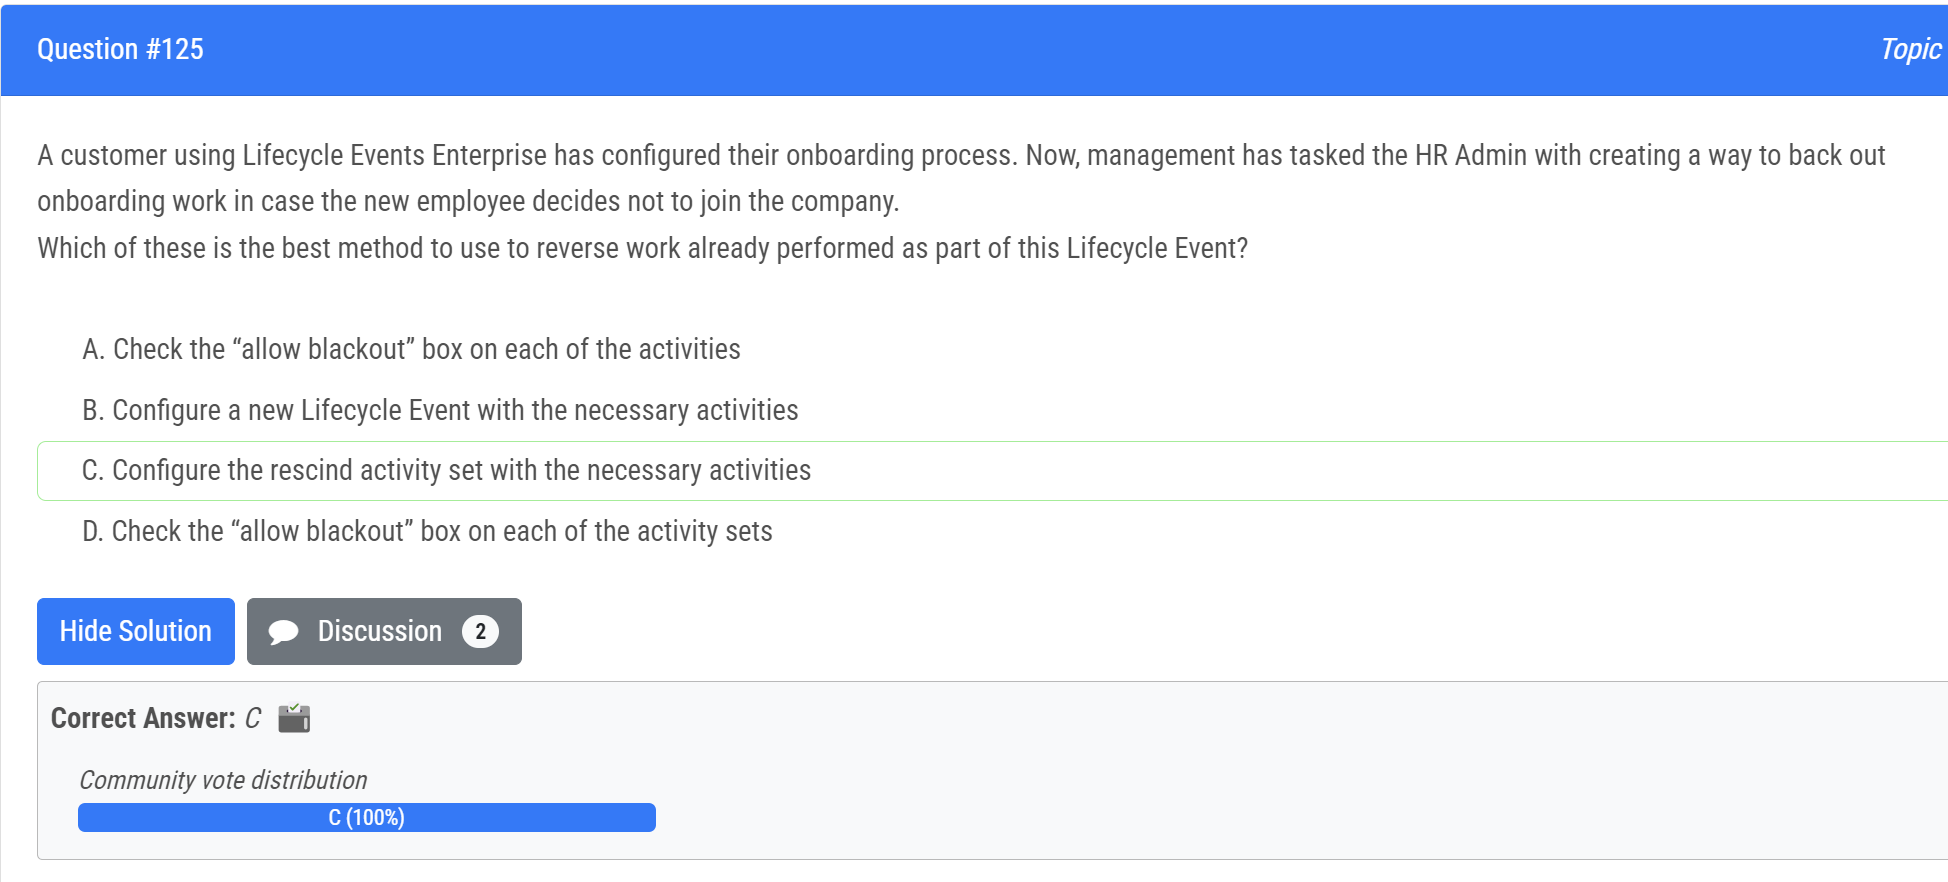 Question #125
Topic
A customer using Lifecycle Events Enterprise has configured their onboarding process. Now, management has tasked the HR Admin with creating a way to back out
onboarding work in case the new employee decides not to join the company.
Which of these is the best method to use to reverse work already performed as part of this Lifecycle Event?
A. Check the “allow blackout” box on each of the activities
B. Configure a new Lifecycle Event with the necessary activities
C. Configure the rescind activity set with the necessary activities
D. Check the “allow blackout” box on each of the activity sets
Hide Solution
Discussion 2
Correct Answer: C
Community vote distribution
C (100%)